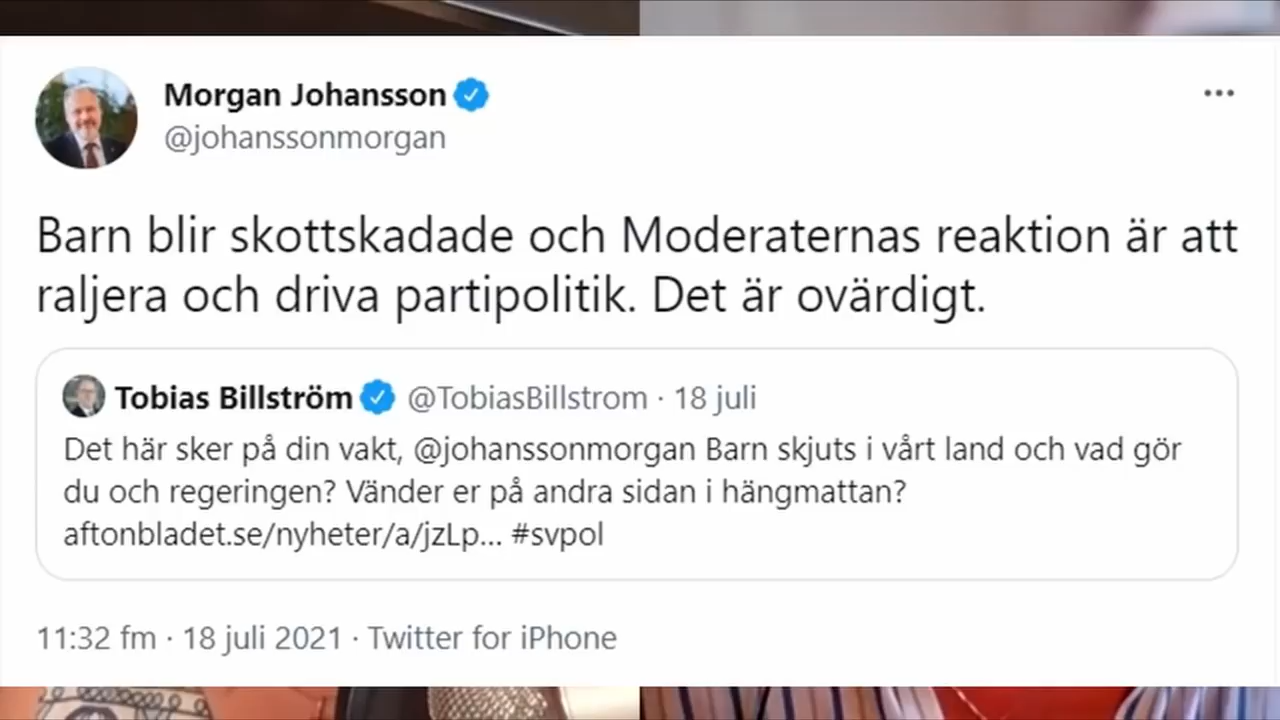 Morgan Johansson
@johanssonmorgan
Barn blir skottskadade och Moderaternas reaktion är att
raljera och driva partipolitik. Det är ovärdigt.
Tobias Billström @TobiasBillstrom · 18 juli
Det här sker på din vakt, @johanssonmorgan Barn skjuts i vårt land och vad gör
du och regeringen? Vänder er på andra sidan i hängmattan?
aftonbladet.se/nyheter/a/jzLp... #svpol
11:32 fm · 18 juli 2021 · Twitter for iPhone